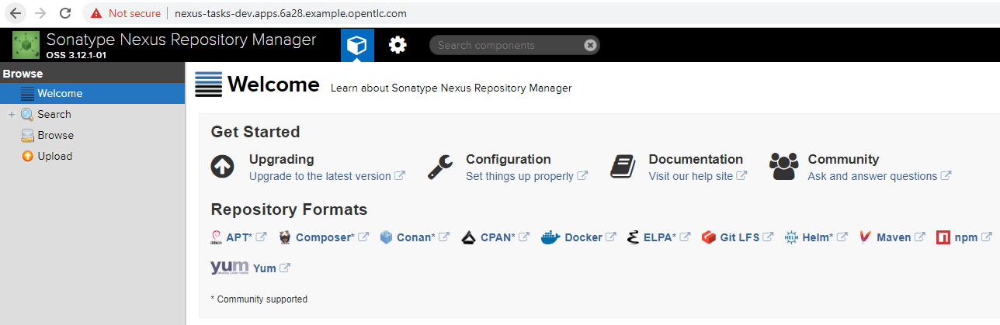 Not secure | nexus-tasks-dev.apps.6a28.example.opentlc.com
Sonatype Nexus Repository Manager
OSS 3.12.1-01
Search components
Browse
Welcome
Search
Browse
Upload
Welcome Learn about Sonatype Nexus Repository Manager
Get Started
Upgrading
Upgrade to the latest version
Configuration
Set things up properly
Documentation
Visit our help site
Community
Ask and answer questions
Repository Formats
debian APT* Composer* Conan* CPAN* Docker ELPA* Git LFS HELM Helm* Maven npm
yum Yum
* Community supported